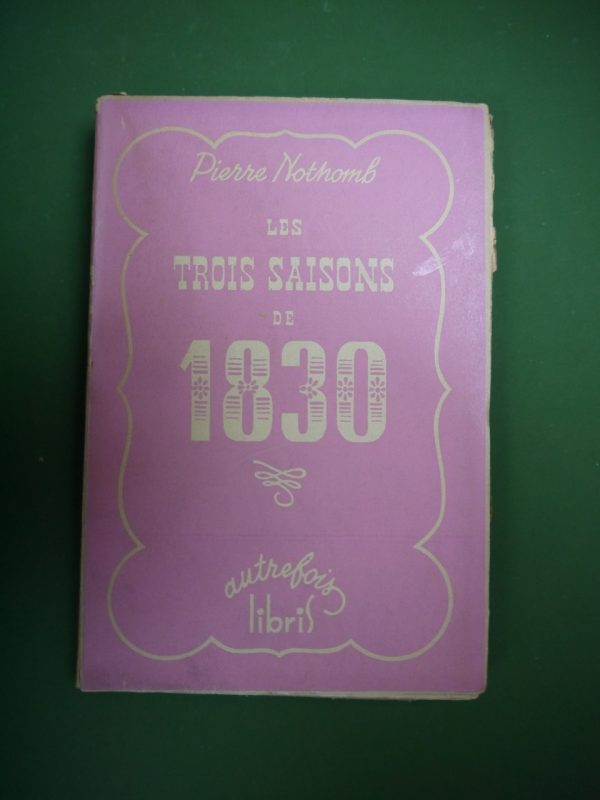 Pierre Nothomb
LES
TROIS SAISONS
DE
1830
autrefois
libris